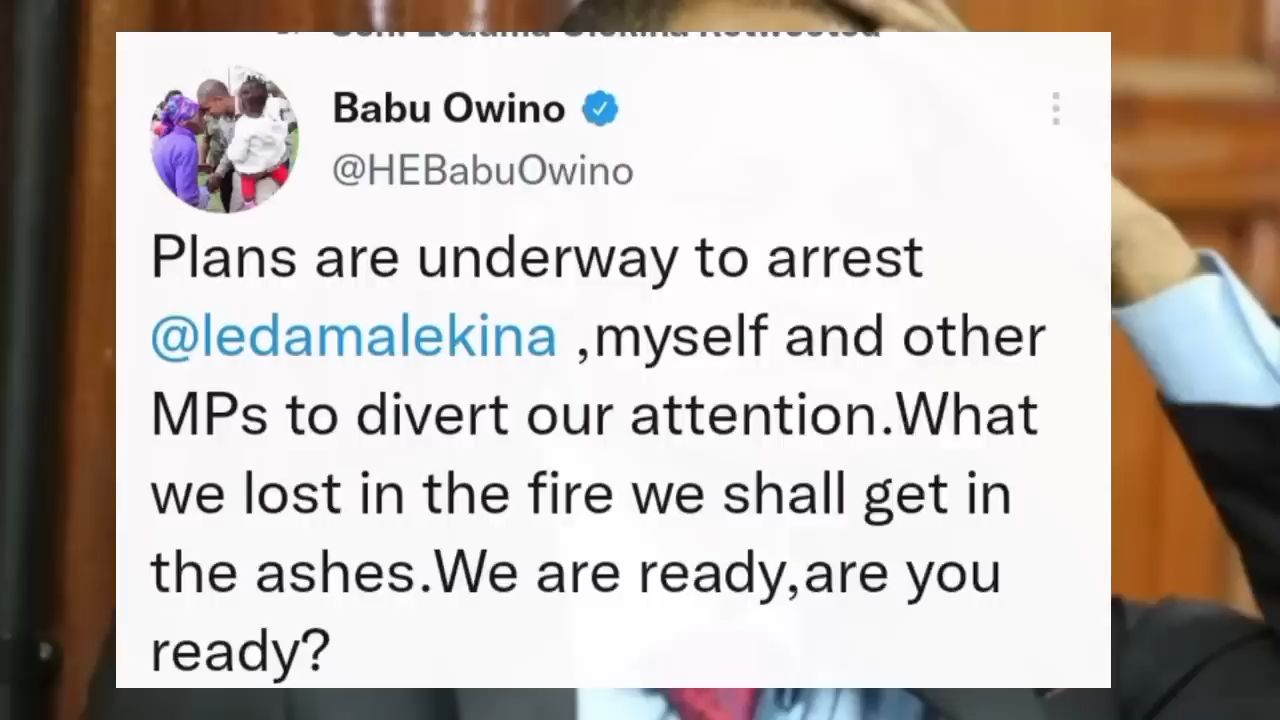 Babu Owino
@HEBabuOwino
Plans are underway to arrest
@ledamalekina ,myself and other
MPs to divert our attention.What
we lost in the fire we shall get in
the ashes.We are ready,are you
ready?